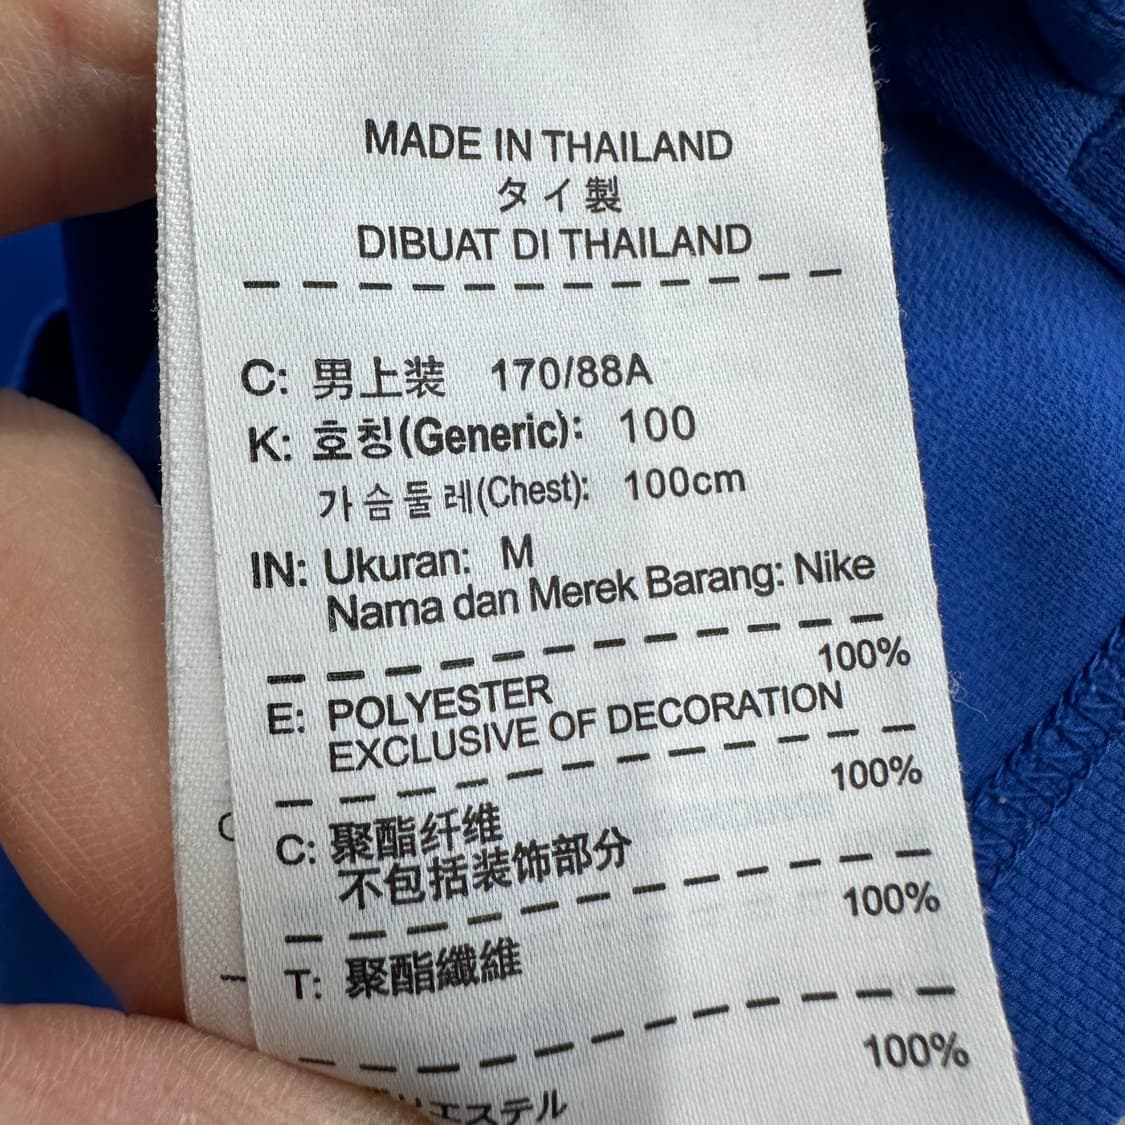 MADE IN THAILAND
タイ製
DIBUAT DI THAILAND
C: 男上装 170/88A
K: 호칭(Generic): 100
가슴둘레(Chest): 100cm
IN: Ukuran: M
Nama dan Merek Barang: Nike
100%
E: POLYESTER
EXCLUSIVE OF DECORATION
100%
C: 聚酯纤维
不包括装饰部分
100%
T: 聚酯纖維
100%
エステル